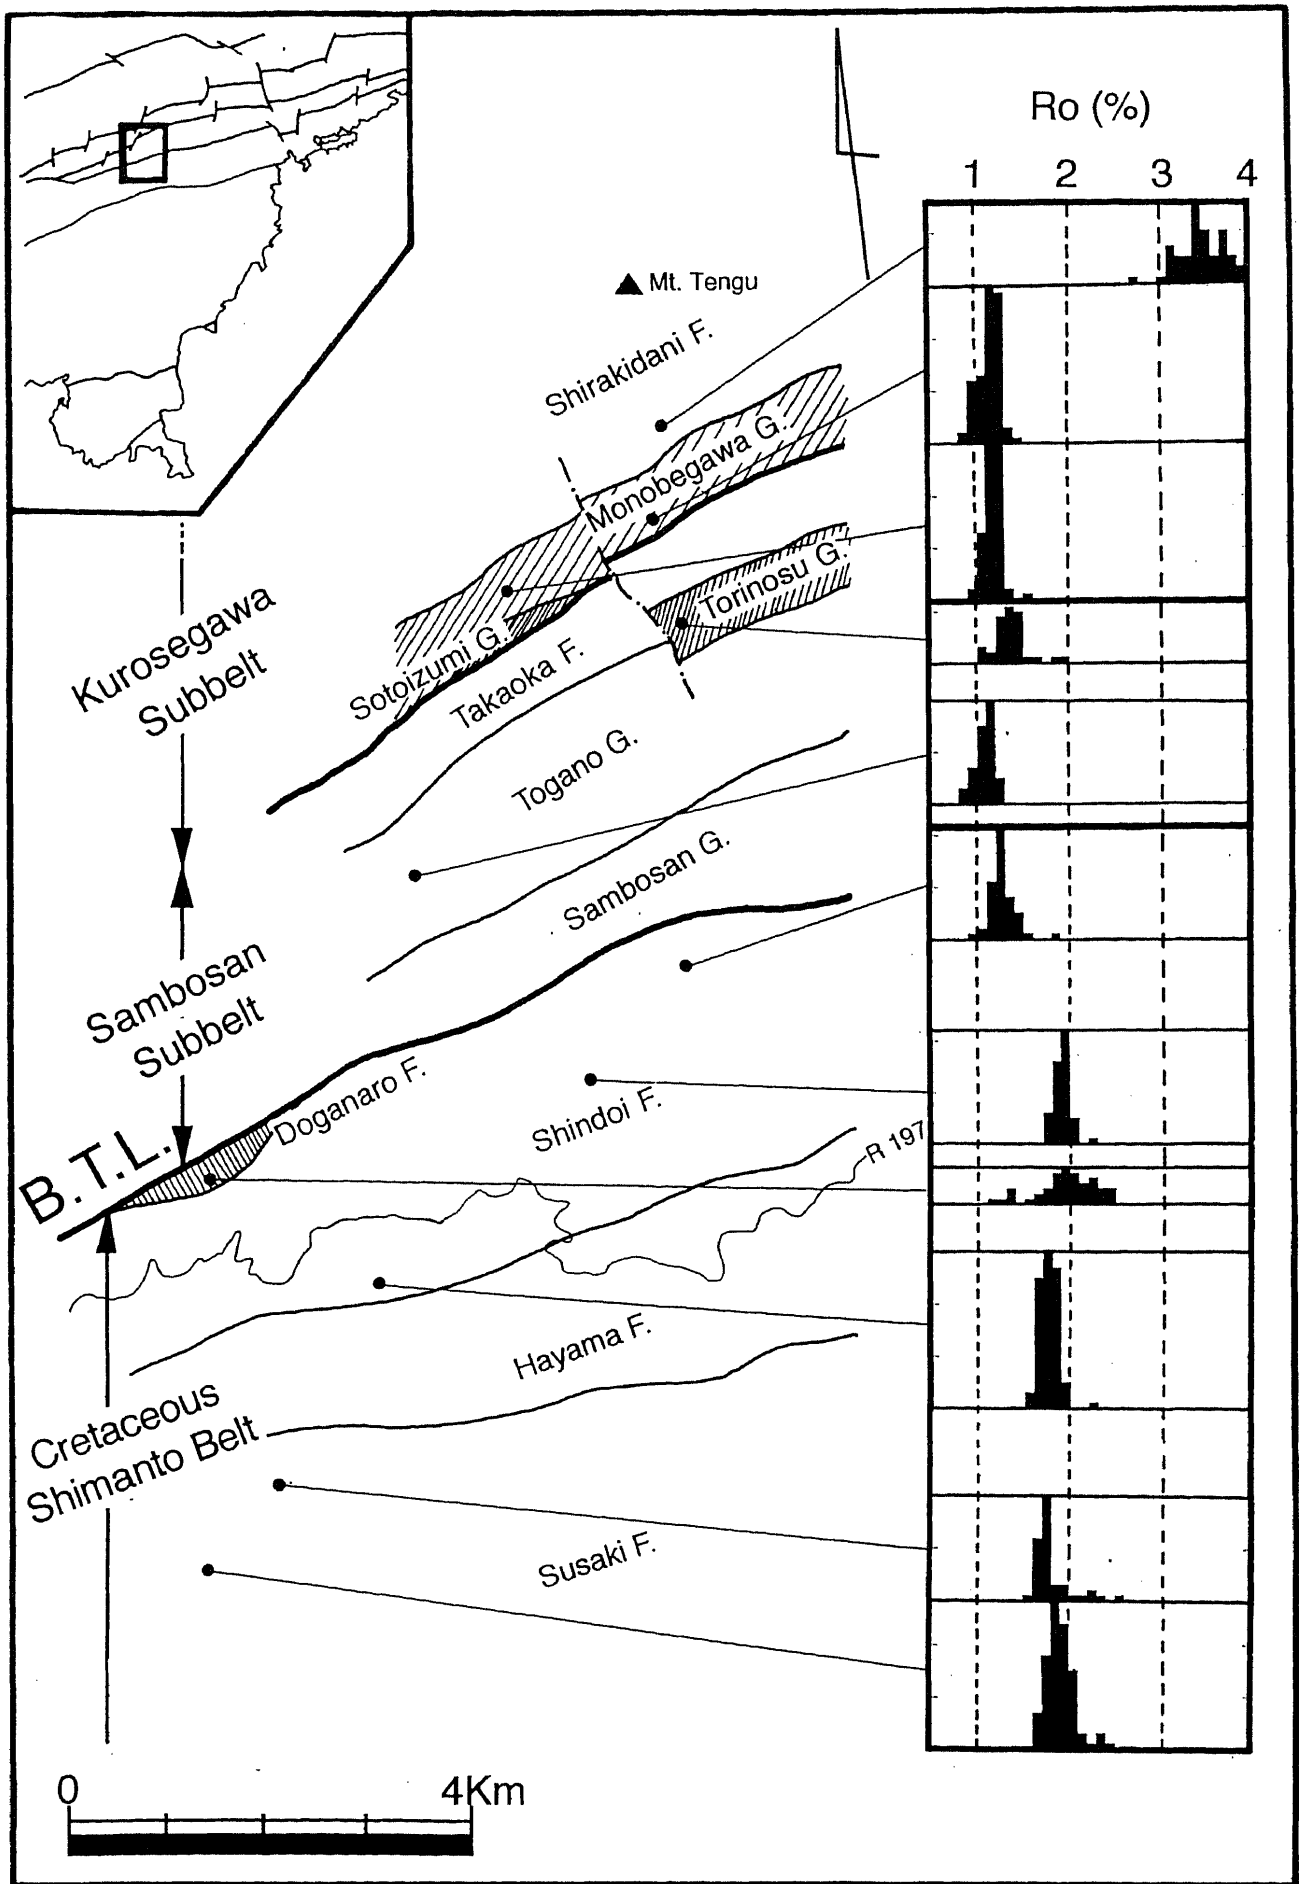 Ro (%)
1 2 3 4
Mt. Tengu
Shirakidani F.
Monobegawa G.
Torinosu G.
Sotoizumi G.
Takaoka F.
Togano G.
Sambosan G.
Kurosegawa
Subbelt
Sambosan
Subbelt
B.T.L.
Doganaro F.
Shindoi F.
R 197
Hayama F.
Cretaceous
Shimanto Belt
Susaki F.
0 4Km